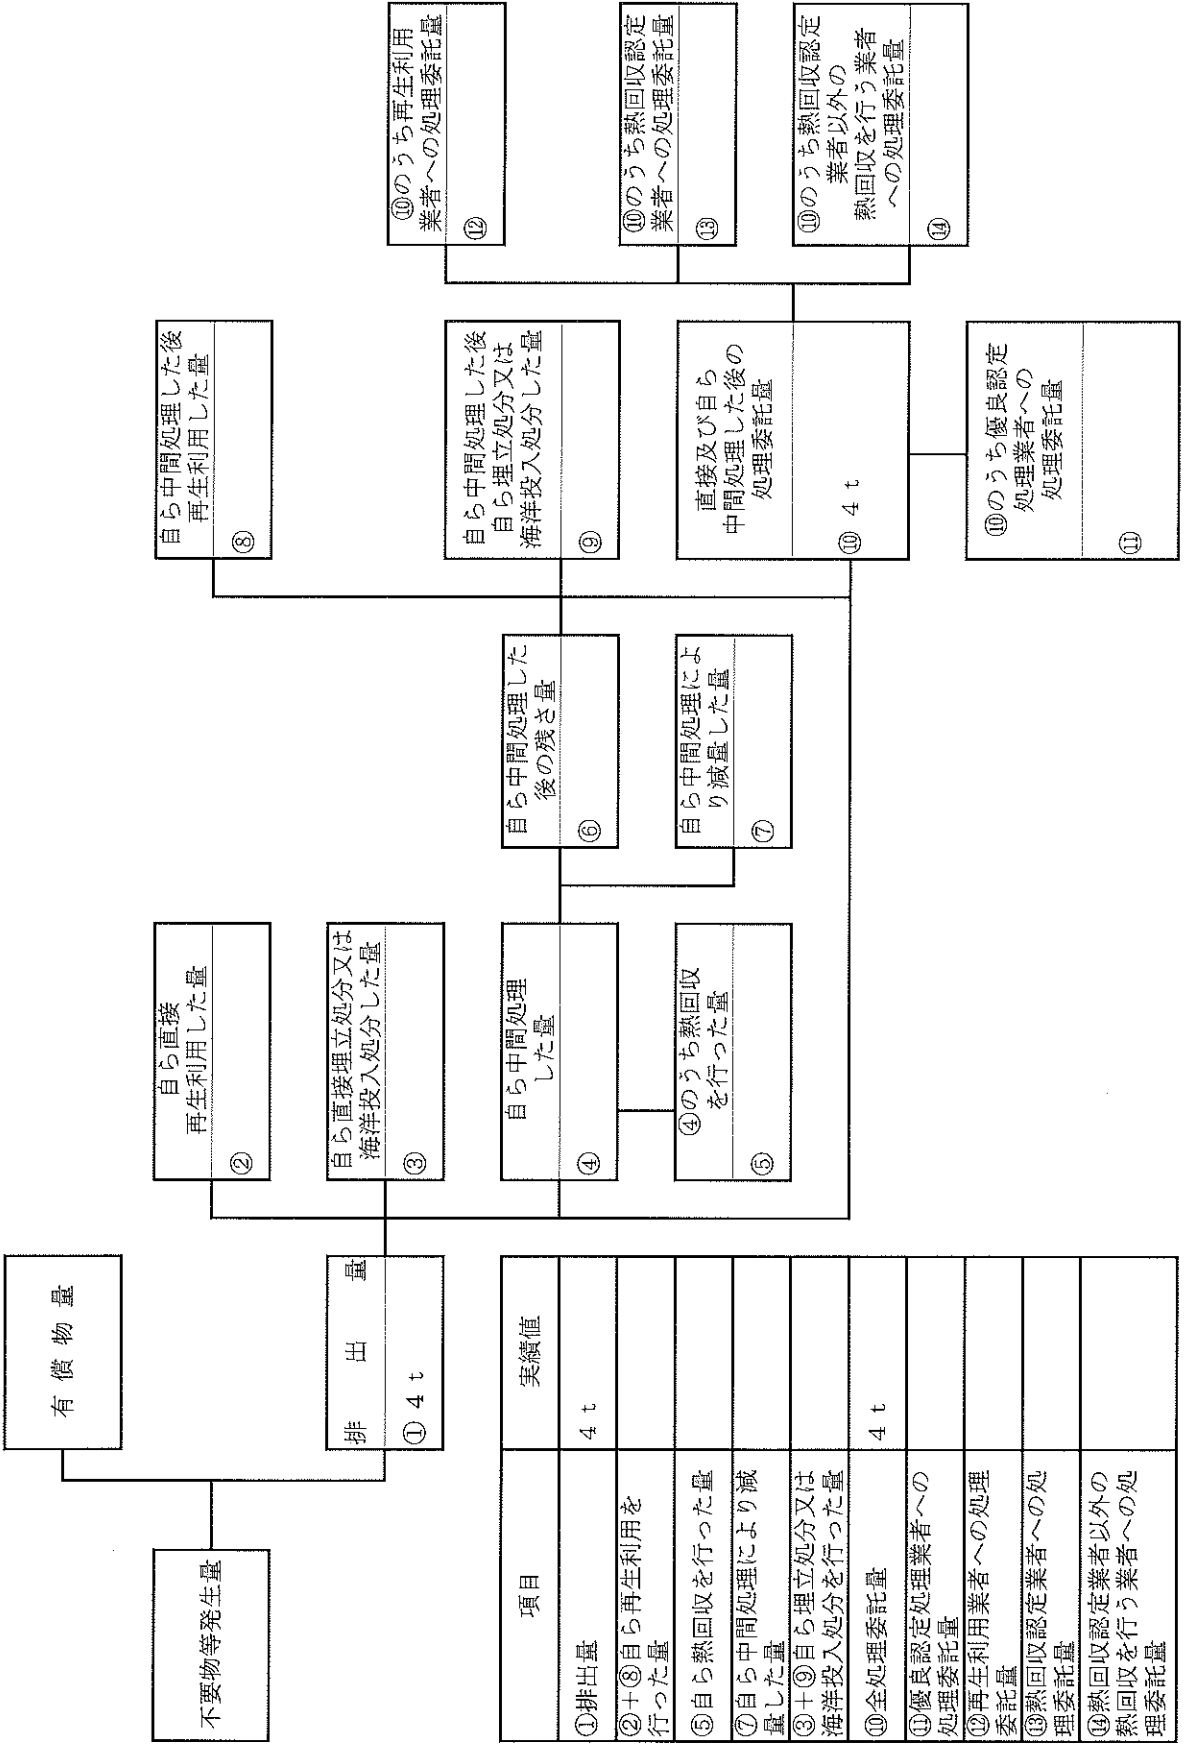 有償物量
不要物等発生量
排出量
①4t
自ら直接
再生利用した量
②
自ら直接埋立処分又は
海洋投入処分した量
③
自ら中間処理
した量
④
④のうち熱回収
を行った量
⑤
自ら中間処理した
後の残さ量
⑥
自ら中間処理によ
り減量した量
⑦
自ら中間処理した後
再生利用した量
⑧
自ら中間処理した後
自ら埋立処分又は
海洋投入処分した量
⑨
直接及び自ら
中間処理した後の
処理委託量
⑩ 4t
⑩のうち優良認定
処理業者への
処理委託量
⑪
⑩のうち再生利用
業者への処理委託量
⑫
⑩のうち熱回収認定
業者への処理委託量
⑬
⑩のうち熱回収認定
業者以外の
熱回収を行う業者
への処理委託量
⑭
項目 実績値
①排出量 4t
②+⑧自ら再生利用を
行った量
⑤自ら熱回収を行った量
⑦自ら中間処理により減
量した量
③+⑨自ら埋立処分又は
海洋投入処分を行った量
⑩全処理委託量 4t
⑪優良認定処理業者への
処理委託量
⑫再生利用業者への処理
委託量
⑬熱回収認定業者への処
理委託量
⑭熱回収認定業者以外の
熱回収を行う業者への処
理委託量